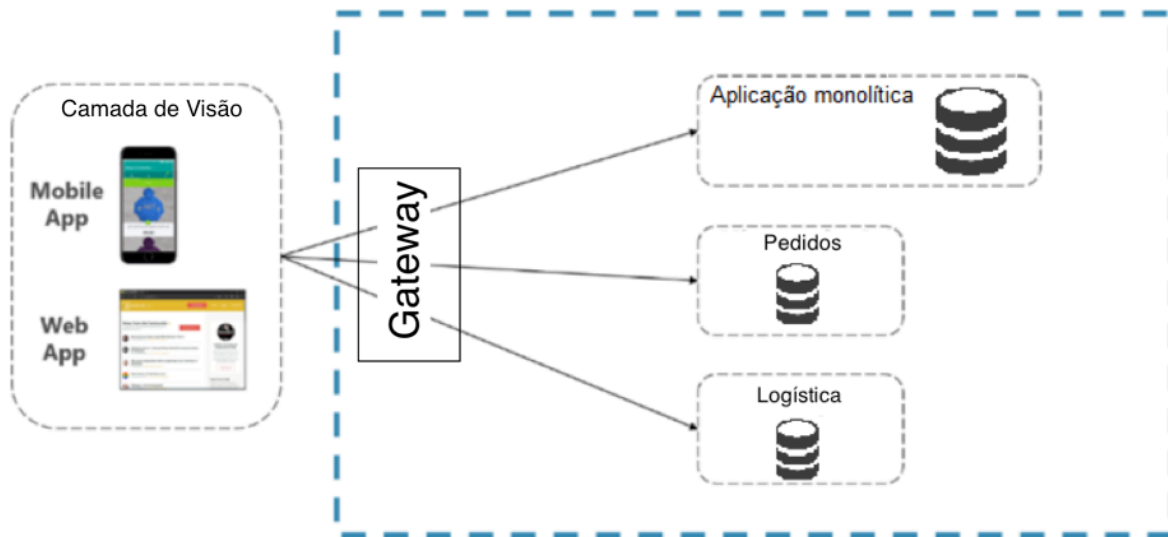 Camada de Visão
Mobile
App
Web
App
Gateway
Aplicação monolítica
Pedidos
Logística